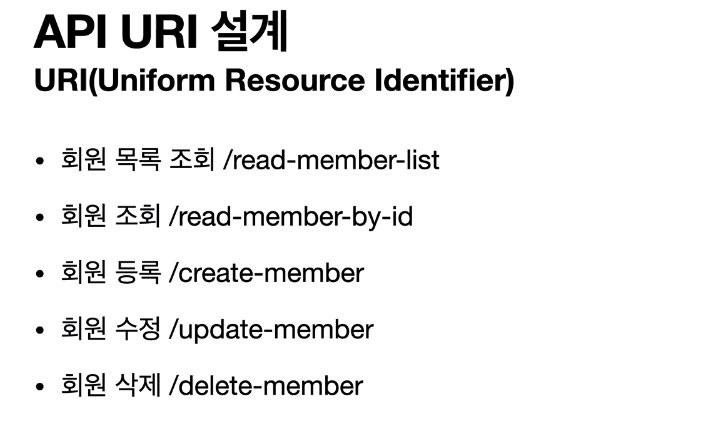 API URI 설계
URI(Uniform Resource Identifier)
• 회원 목록 조회 /read-member-list
• 회원 조회 /read-member-by-id
• 회원 등록 /create-member
• 회원 수정 /update-member
• 회원 삭제 /delete-member